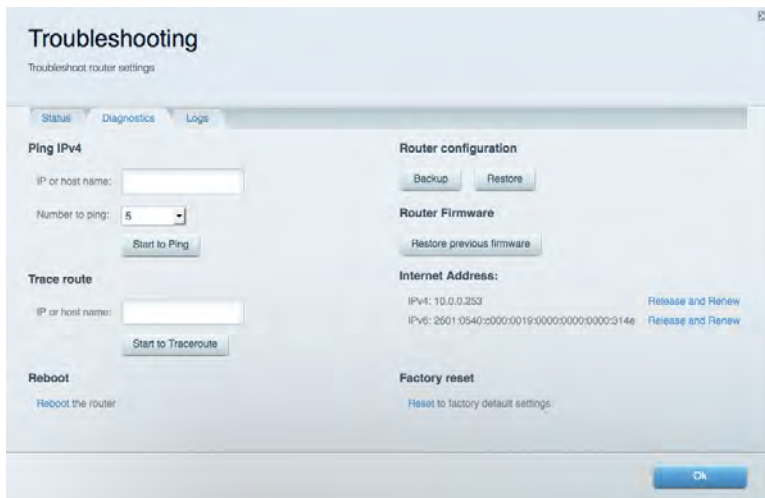 Troubleshooting
Troubleshoot router settings
Status
Diagnostics
Logs
Ping IPv4
IP or host name:
Number to ping: 5
Start to Ping
Trace route
IP or host name:
Start to Traceroute
Reboot
Reboot the router
Router configuration
Backup
Restore
Router Firmware
Restore previous firmware
Internet Address:
IPv4: 10.0.0.253 Release and Renew
IPv6: 2601:0540:c000:0019:0000:0000:0000:314e Release and Renew
Factory reset
Reset to factory default settings.
Ok